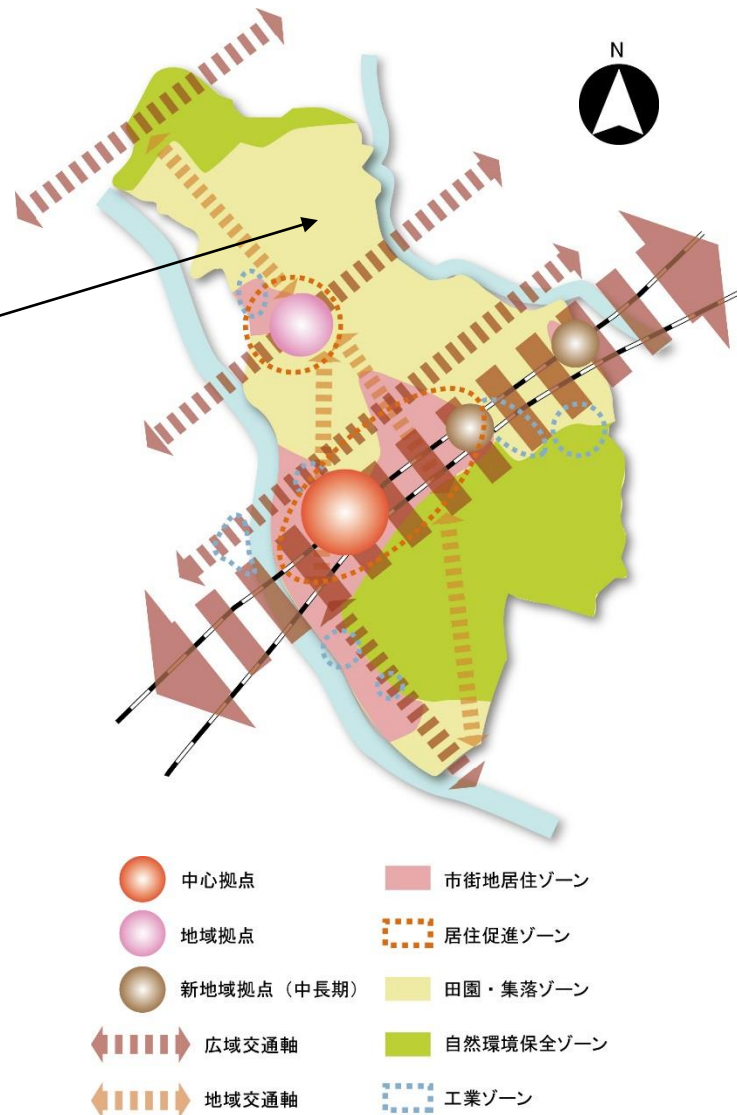 N
中心拠点
市街地居住ゾーン
地域拠点
居住促進ゾーン
新地域拠点（中長期）
田園・集落ゾーン
広域交通軸
自然環境保全ゾーン
地域交通軸
工業ゾーン